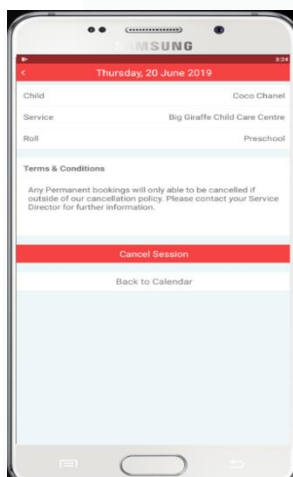 SAMSUNG
3:24
Thursday, 20 June 2019
Child Coco Chanel
Service Big Giraffe Child Care Centre
Roll Preschool
Terms & Conditions
Any Permanent bookings will only able to be cancelled if
outside of our cancellation policy. Please contact your Service
Director for further information.
Cancel Session
Back to Calendar